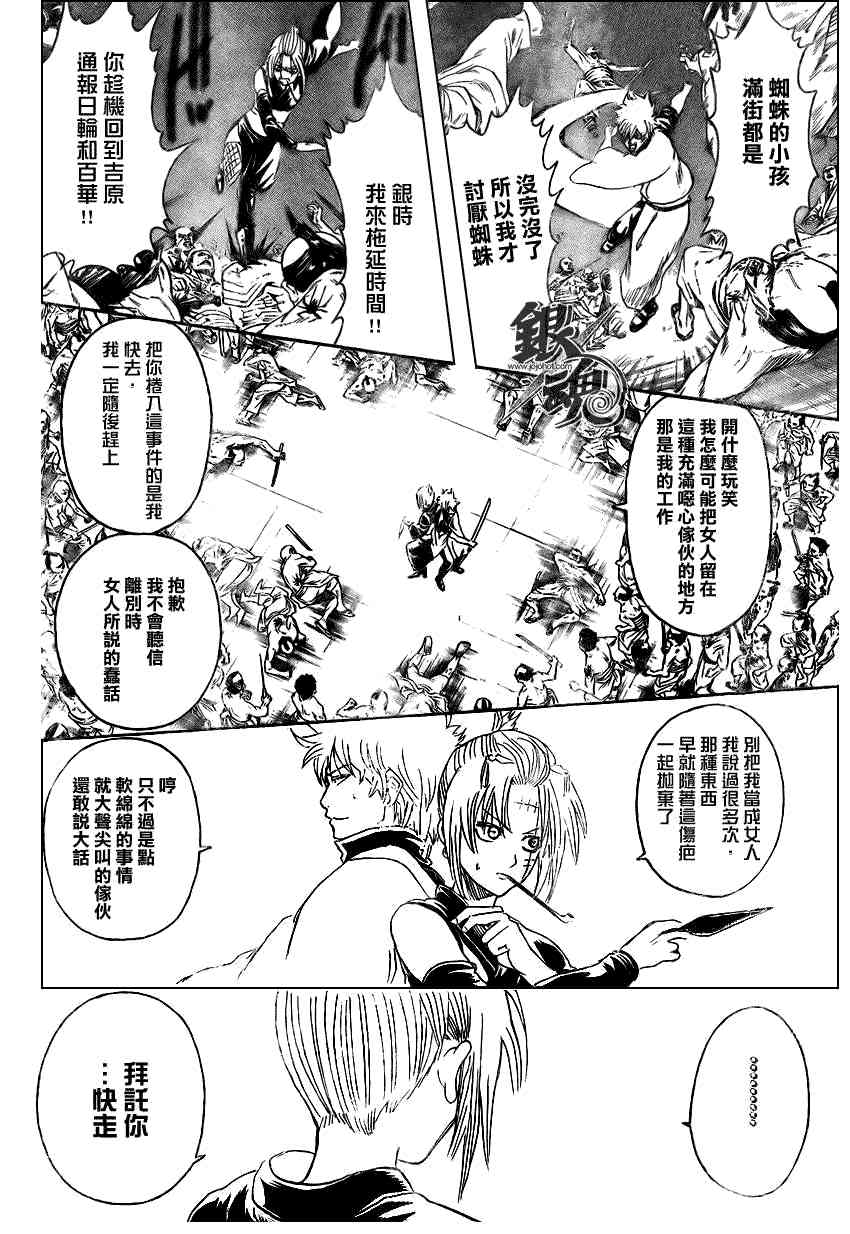 蜘蛛的小孩
滿街都是
沒完沒了
所以我才
討厭蜘蛛
銀時
我來拖延時間!!
你趁機回到吉原
通報日輪和百華!!
銀魂
www.jojohot.com
開什麼玩笑
我怎麼可能把女人留在
這種充滿噁心傢伙的地方
那是我的工作
把你捲入這事件的是我
快去。
我一定隨後趕上
抱歉
我不會聽信
離別時
女人所說的蠢話
別把我當成女人
我說過很多次。
那種東西
早就隨著這傷疤
一起拋棄了
哼
只不過是點
軟綿綿的事情
就大聲尖叫的傢伙
還敢說大話
。。。。。。。。。
拜託你
…快走